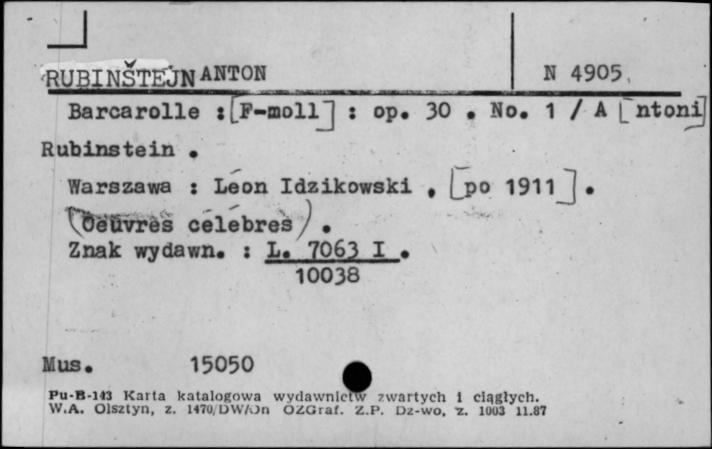 RUBINŠTEJN ANTON N 4905
Barcarolle : [F-moll] : op. 30 . No. 1 / A [ntoni]
Rubinstein .
Warszawa : Léon Idzikowski , [po 1911] .
(Oeuvres célèbres) .
Znak wydawn. : L. 7063 I .
10038
Mus. 15050
Pu-B-143 Karta katalogowa wydawnictw zwartych i ciągłych.
W.A. Olsztyn, z. 1470/DW/On OZGraf. Z.P. Dz-wo, z. 1003 11.87